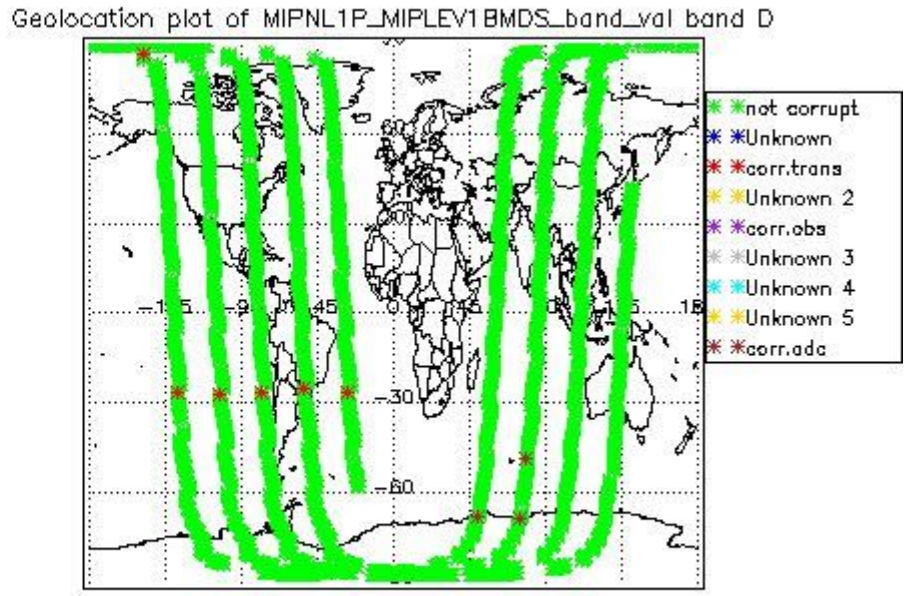 Geolocation plot of MIPNL1P_MIPLEV1BMDS_band_val band D
not corrupt
Unknown
corr.trans
Unknown 2
corr.obs
Unknown 3
Unknown 4
Unknown 5
corr.adc
60
0
-30
-60